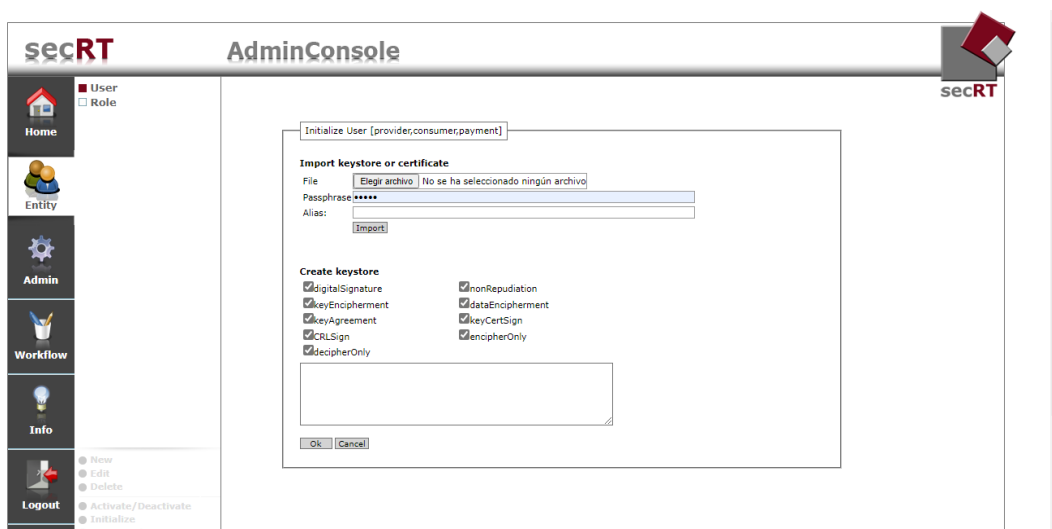 secRT
AdminConsole
secRT
User
Role
Home
Entity
Admin
Workflow
Info
Logout
Initialize User [provider,consumer,payment]
Import keystore or certificate
File Elegir archivo No se ha seleccionado ningún archivo
Passphrase •••••
Alias:
Import
Create keystore
digitalSignature nonRepudiation
keyEncipherment dataEncipherment
keyAgreement keyCertSign
CRLSign encipherOnly
decipherOnly
Ok Cancel
New
Edit
Delete
Activate/Deactivate
Initialize